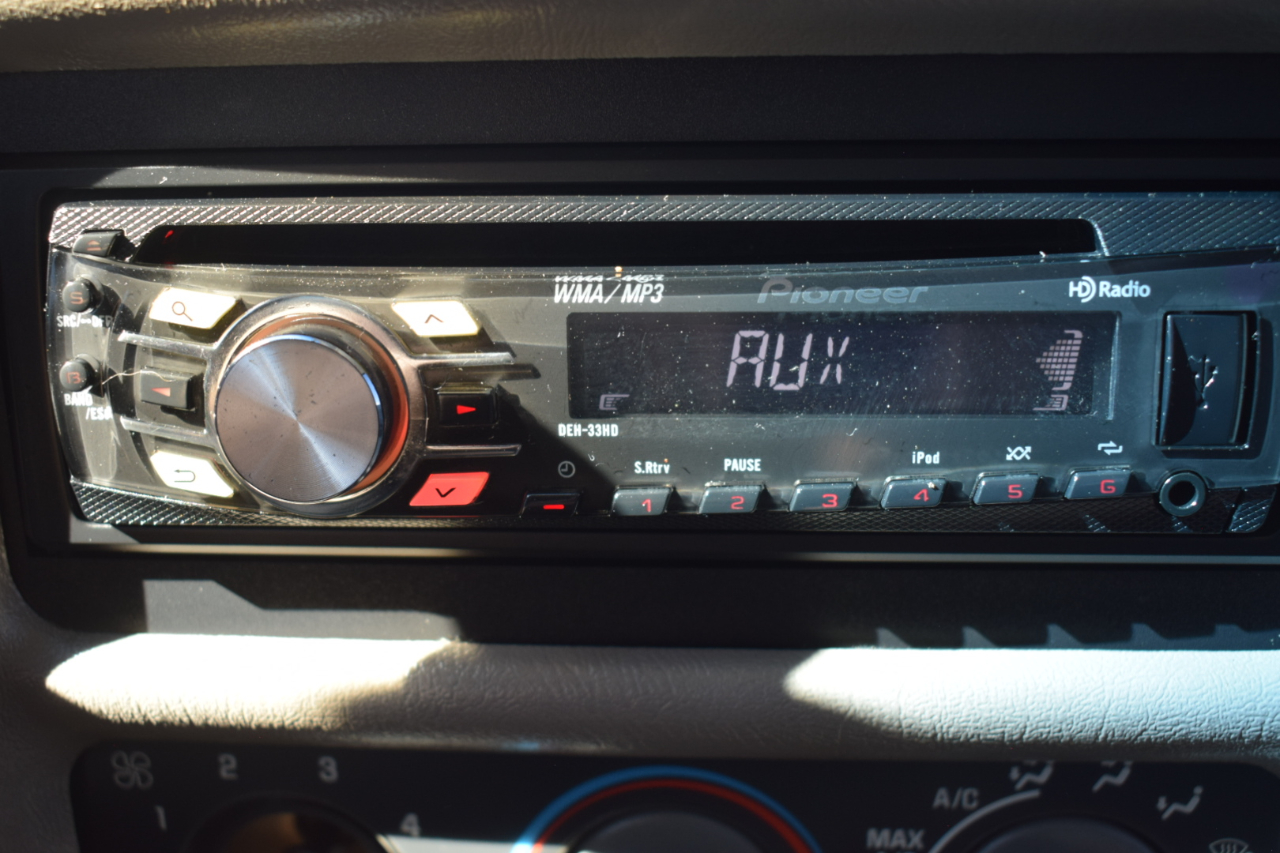 WMA/MP3
Pioneer
HD Radio
S
SRC/
AUX
B
BAND
/ESC
DEH-33HD
S.Rtrv
PAUSE
iPod
1
2
3
4
5
6
2
3
1
4
A/C
MAX